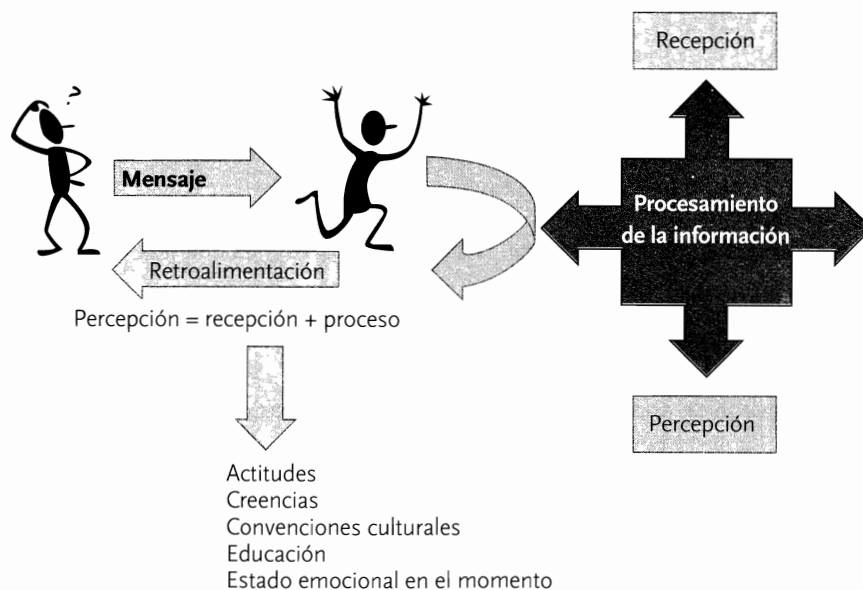 Recepción
?
Mensaje
Procesamiento
de la información
Retroalimentación
Percepción = recepción + proceso
Percepción
Actitudes
Creencias
Convenciones culturales
Educación
Estado emocional en el momento